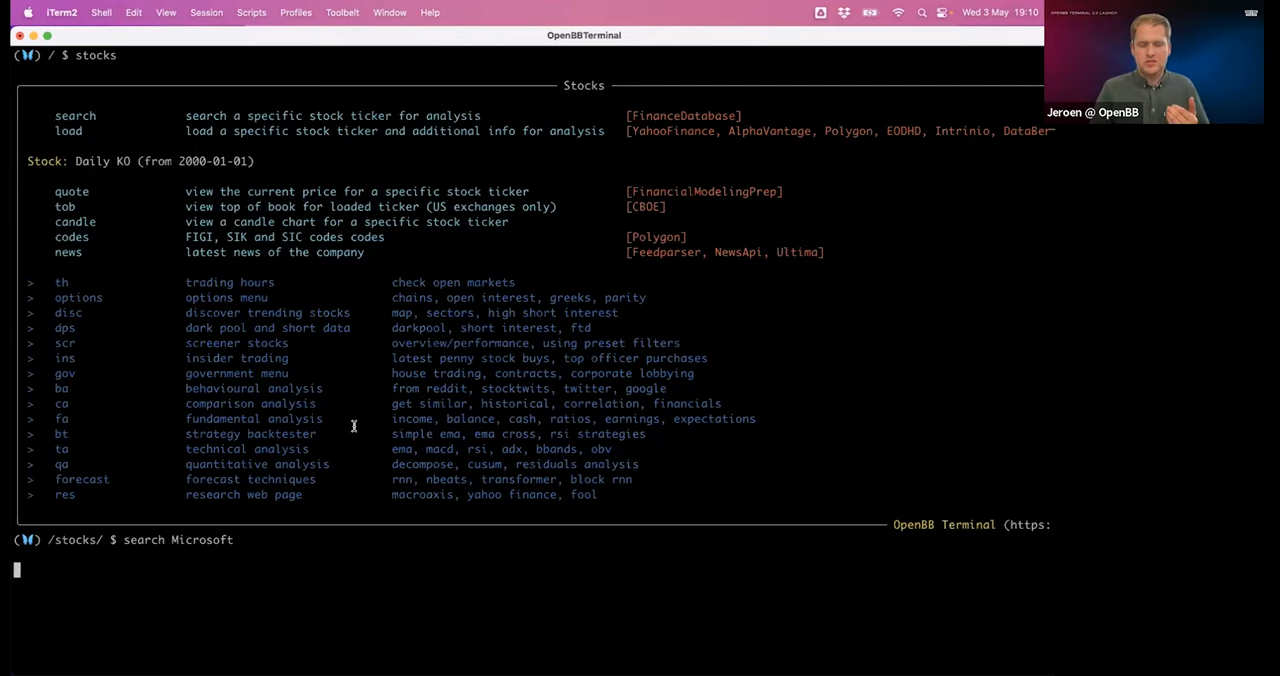 iTerm2 Shell Edit View Session Scripts Profiles Toolbelt Window Help Wed 3 May 19:10
OPENBB TERMINAL 3.0 LAUNCH
OpenBBTerminal
Jeroen @ OpenBB
( ) / $ stocks
Stocks
search search a specific stock ticker for analysis [FinanceDatabase]
load load a specific stock ticker and additional info for analysis [YahooFinance, AlphaVantage, Polygon, EODHD, Intrinio, DataBer
Stock: Daily KO (from 2000-01-01)
quote view the current price for a specific stock ticker [FinancialModelingPrep]
tob view top of book for loaded ticker (US exchanges only) [CBOE]
candle view a candle chart for a specific stock ticker
codes FIGI, SIK and SIC codes codes [Polygon]
news latest news of the company [Feedparser, NewsApi, Ultima]
> th trading hours check open markets
> options options menu chains, open interest, greeks, parity
> disc discover trending stocks map, sectors, high short interest
> dps dark pool and short data darkpool, short interest, ftd
> scr screener stocks overview/performance, using preset filters
> ins insider trading latest penny stock buys, top officer purchases
> gov government menu house trading, contracts, corporate lobbying
> ba behavioural analysis from reddit, stocktwits, twitter, google
> ca comparison analysis get similar, historical, correlation, financials
> fa fundamental analysis income, balance, cash, ratios, earnings, expectations
> bt strategy backtester simple ema, ema cross, rsi strategies
> ta technical analysis ema, macd, rsi, adx, bbands, obv
> qa quantitative analysis decompose, cusum, residuals analysis
> forecast forecast techniques rnn, nbeats, transformer, block rnn
> res research web page macroaxis, yahoo finance, fool
OpenBB Terminal (https:
( ) /stocks/ $ search Microsoft